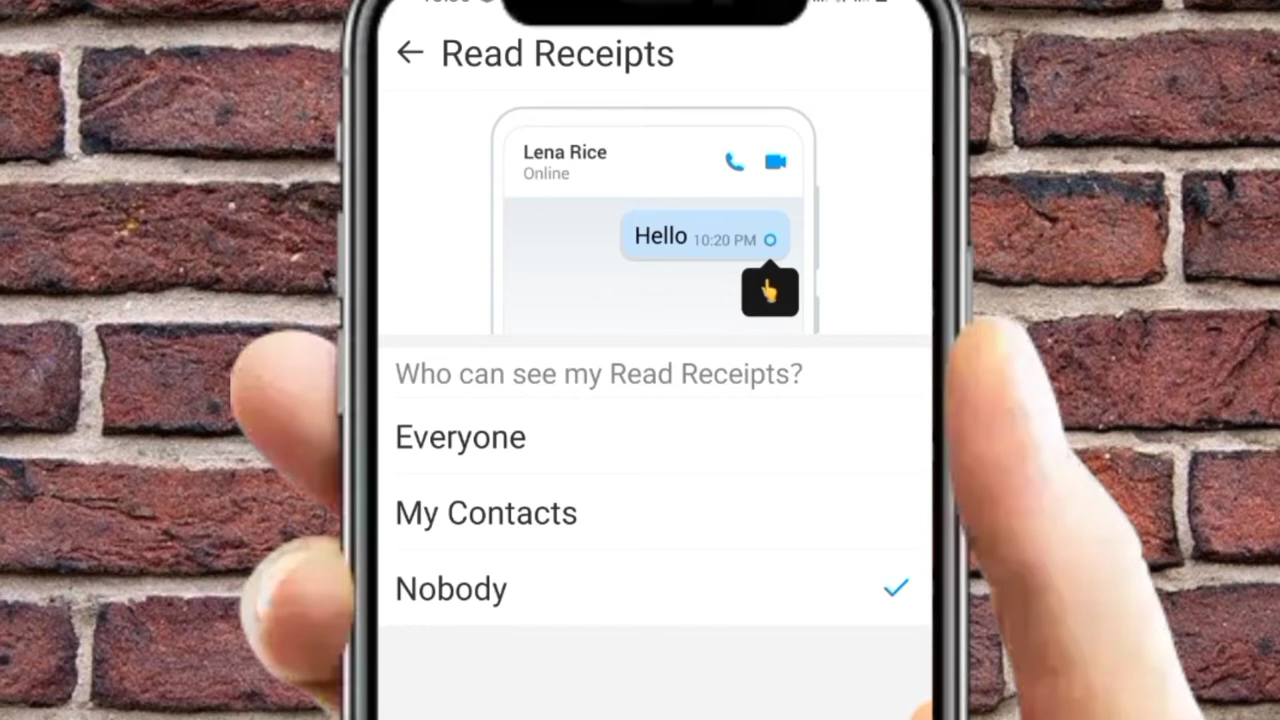 Read Receipts
Lena Rice
Online
Hello 10:20 PM
Who can see my Read Receipts?
Everyone
My Contacts
Nobody